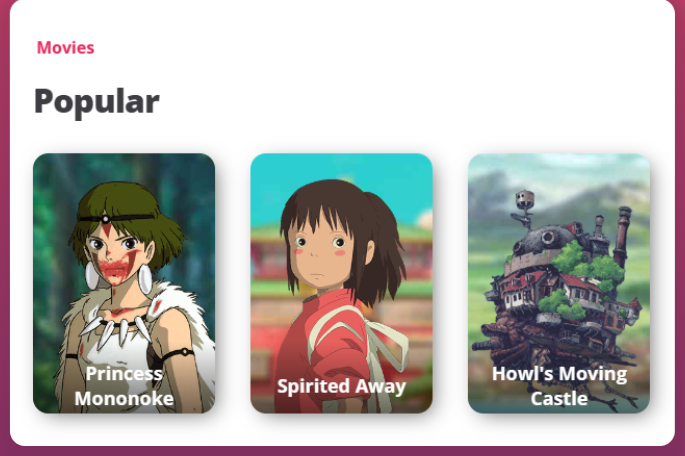 Movies
Popular
Princess
Mononoke
Spirited Away
Howl's Moving
Castle